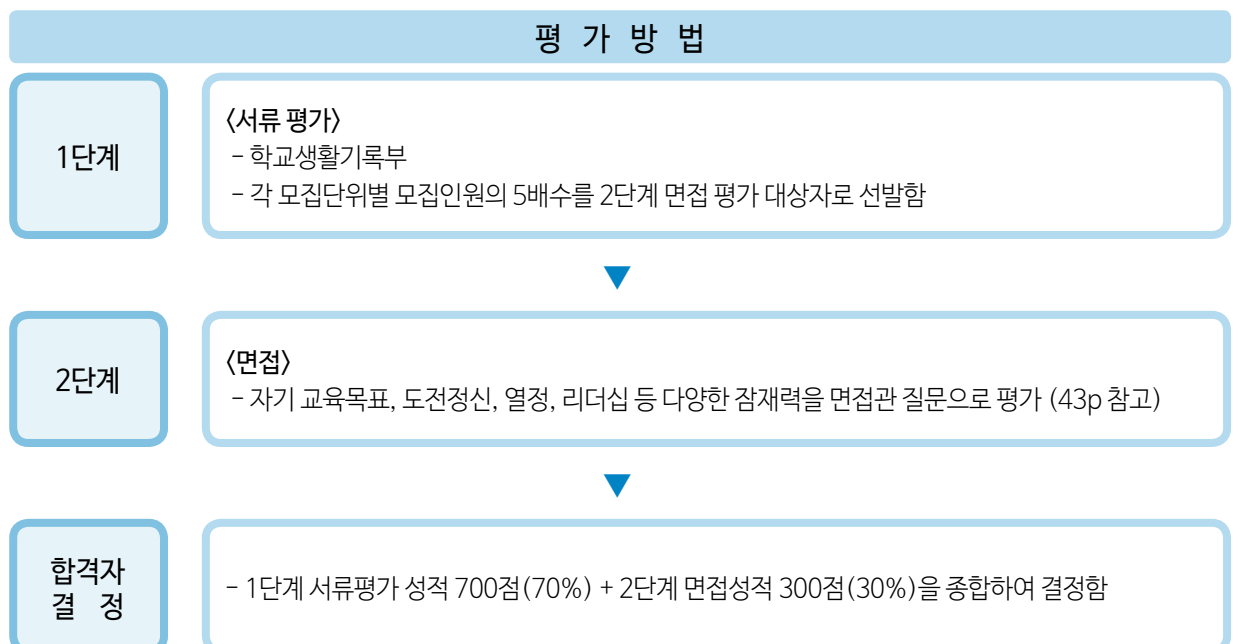 평 가 방 법
1단계
〈서류 평가〉
- 학교생활기록부
- 각 모집단위별 모집인원의 5배수를 2단계 면접 평가 대상자로 선발함
2단계
〈면접〉
- 자기 교육목표, 도전정신, 열정, 리더십 등 다양한 잠재력을 면접관 질문으로 평가 (43p 참고)
합격자
결 정
- 1단계 서류평가 성적 700점(70%) + 2단계 면접성적 300점(30%)을 종합하여 결정함